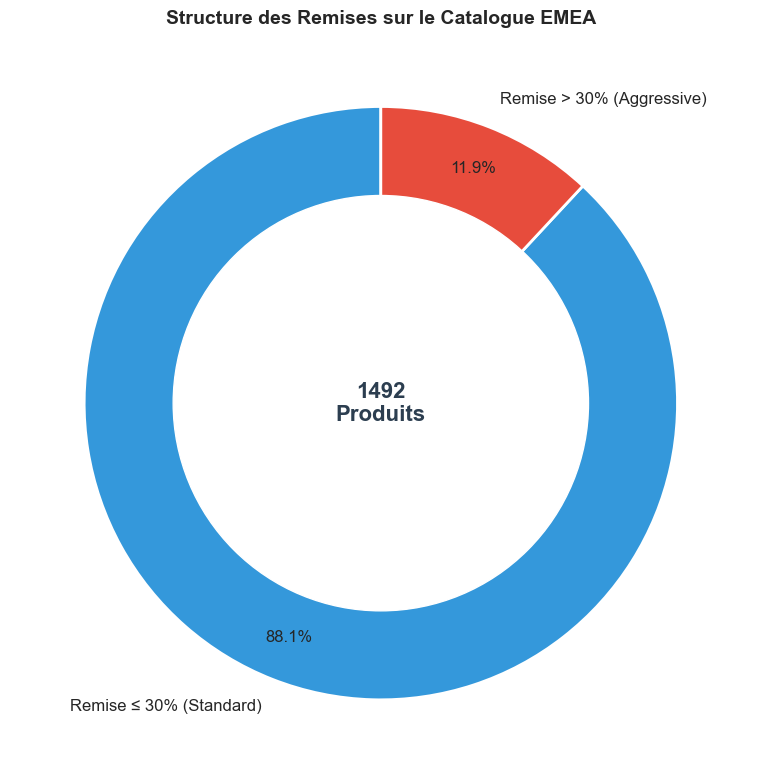 Structure des Remises sur le Catalogue EMEA
Remise > 30% (Aggressive)
11.9%
1492
Produits
88.1%
Remise ≤ 30% (Standard)